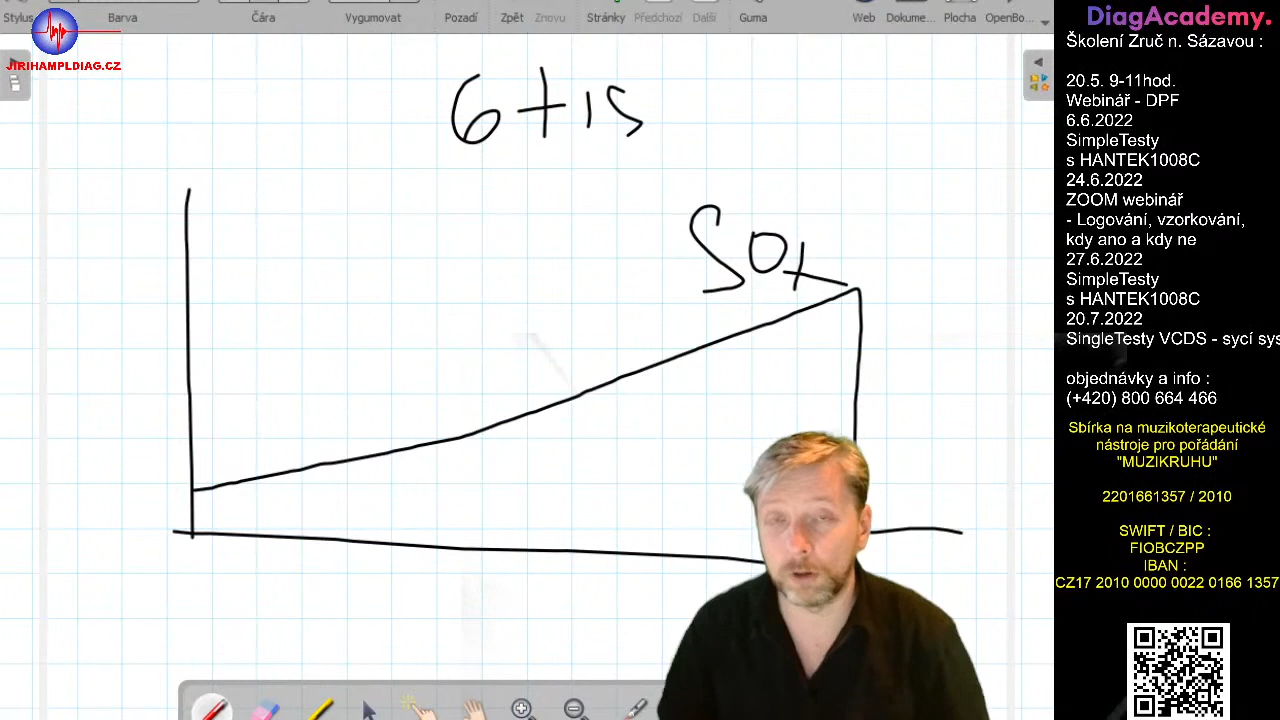 Stylus
Barva
Čára
Vygumovat
Pozadí
Zpět
Znovu
Stránky
Předchozí
Další
Guma
Web
Dokume...
Plocha
OpenBo...
JIRIHAMPLDIAG.CZ
6 tis
SOx
DiagAcademy.
Školení Zruč n. Sázavou :
20.5. 9-11hod.
Webinář - DPF
6.6.2022
SimpleTesty
s HANTEK1008C
24.6.2022
ZOOM webinář
- Logování, vzorkování,
kdy ano a kdy ne
27.6.2022
SimpleTesty
s HANTEK1008C
20.7.2022
SingleTesty VCDS - sycí sys
objednávky a info :
(+420) 800 664 466
Sbírka na muzikoterapeutické
nástroje pro pořádání
"MUZIKRUHU"
2201661357 / 2010
SWIFT / BIC :
FIOBCZPP
IBAN :
CZ17 2010 0000 0022 0166 1357